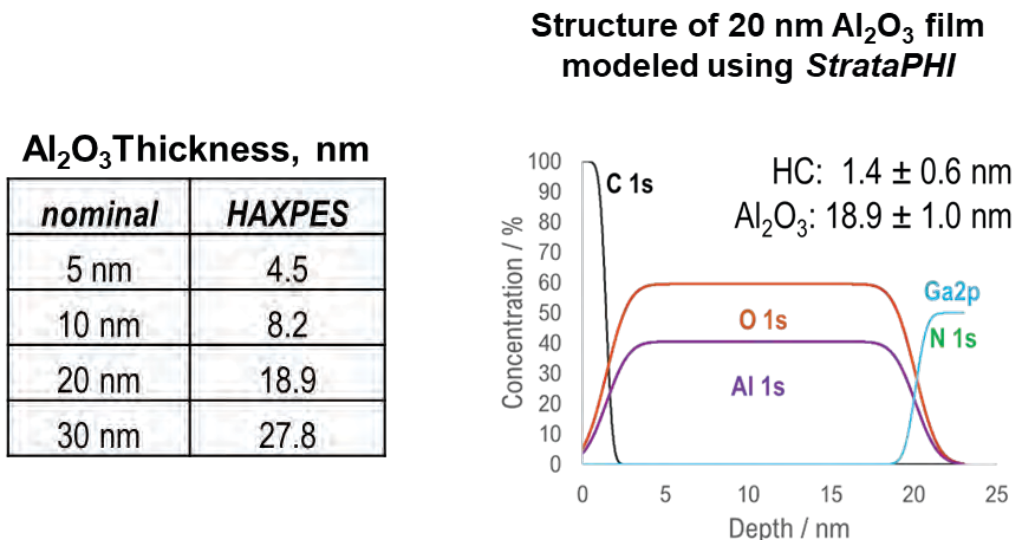 Structure of 20 nm Al₂O₃ film
modeled using StrataPHI
Al₂O₃Thickness, nm
nominal HAXPES
5 nm 4.5
10 nm 8.2
20 nm 18.9
30 nm 27.8
HC: 1.4 ± 0.6 nm
Al₂O₃: 18.9 ± 1.0 nm
C 1s
O 1s
Al 1s
Ga2p
N 1s
Concentration / %
100
90
80
70
60
50
40
30
20
10
0
0 5 10 15 20 25
Depth / nm